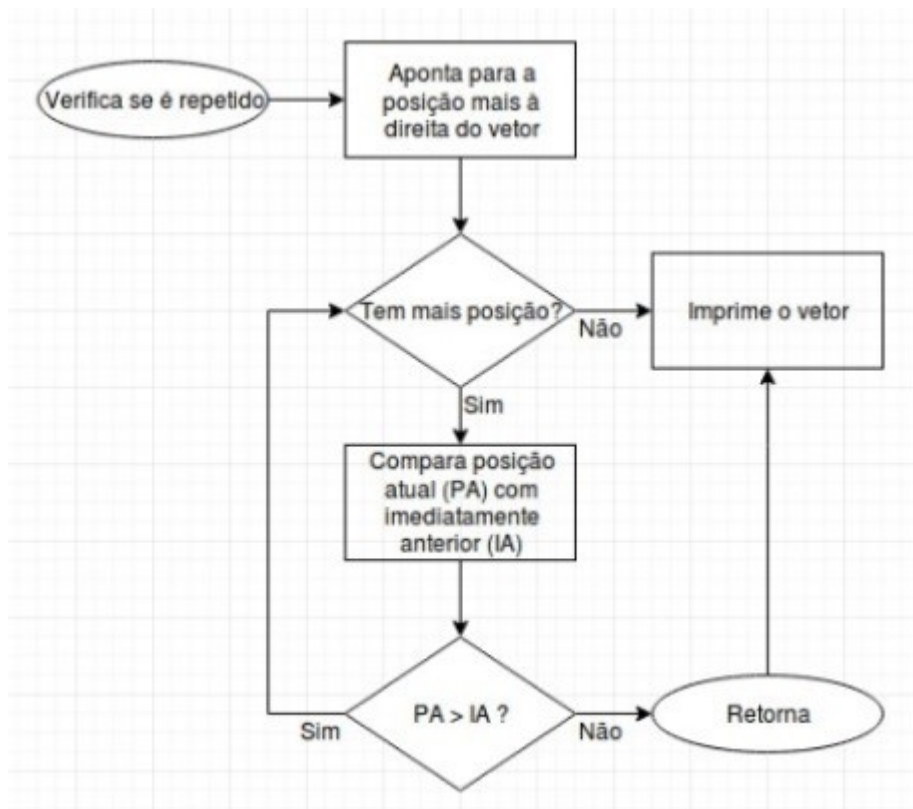 Verifica se é repetido
Aponta para a
posição mais à
direita do vetor
Tem mais posição?
Não
Imprime o vetor
Sim
Compara posição
atual (PA) com
imediatamente
anterior (IA)
PA > IA ?
Sim
Não
Retorna